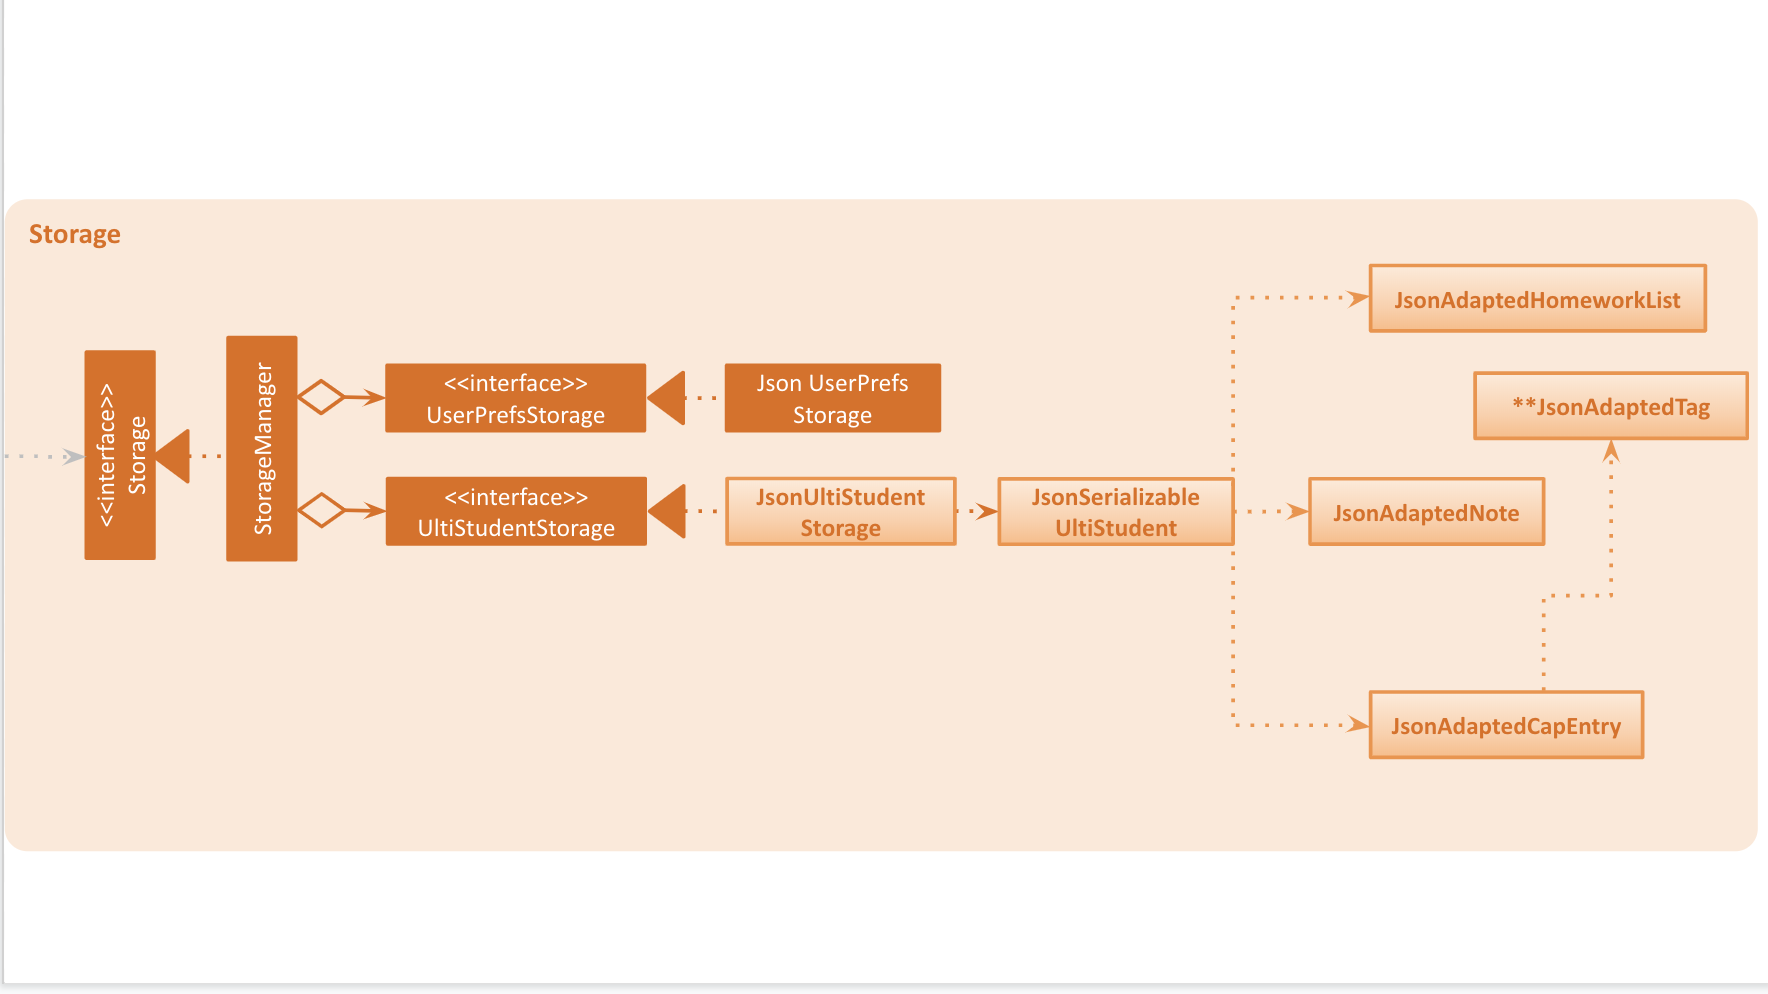 Storage
<<interface>>
Storage
StorageManager
<<interface>>
UserPrefsStorage
Json UserPrefs
Storage
<<interface>>
UltiStudentStorage
JsonUltiStudent
Storage
JsonSerializable
UltiStudent
JsonAdaptedHomeworkList
**JsonAdaptedTag
JsonAdaptedNote
JsonAdaptedCapEntry